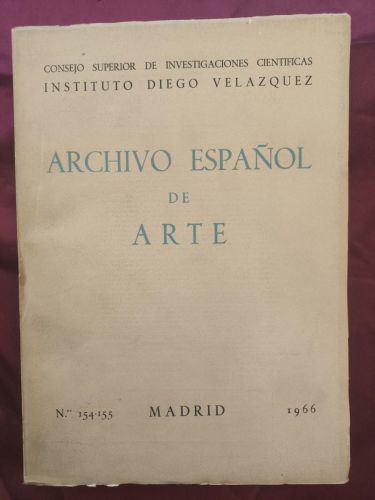 CONSEJO SUPERIOR DE INVESTIGACIONES CIENTIFICAS
INSTITUTO DIEGO VELAZQUEZ
ARCHIVO ESPAÑOL
DE
ARTE
N.os 154-155 MADRID 1966